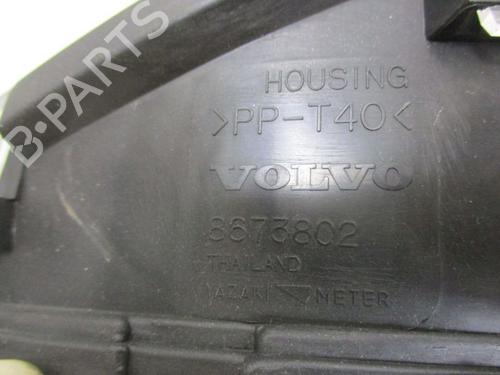 B-PARTS
HOUSING
>PP-T40<
VOLVO
8673802
THAILAND
YAZAKI METER